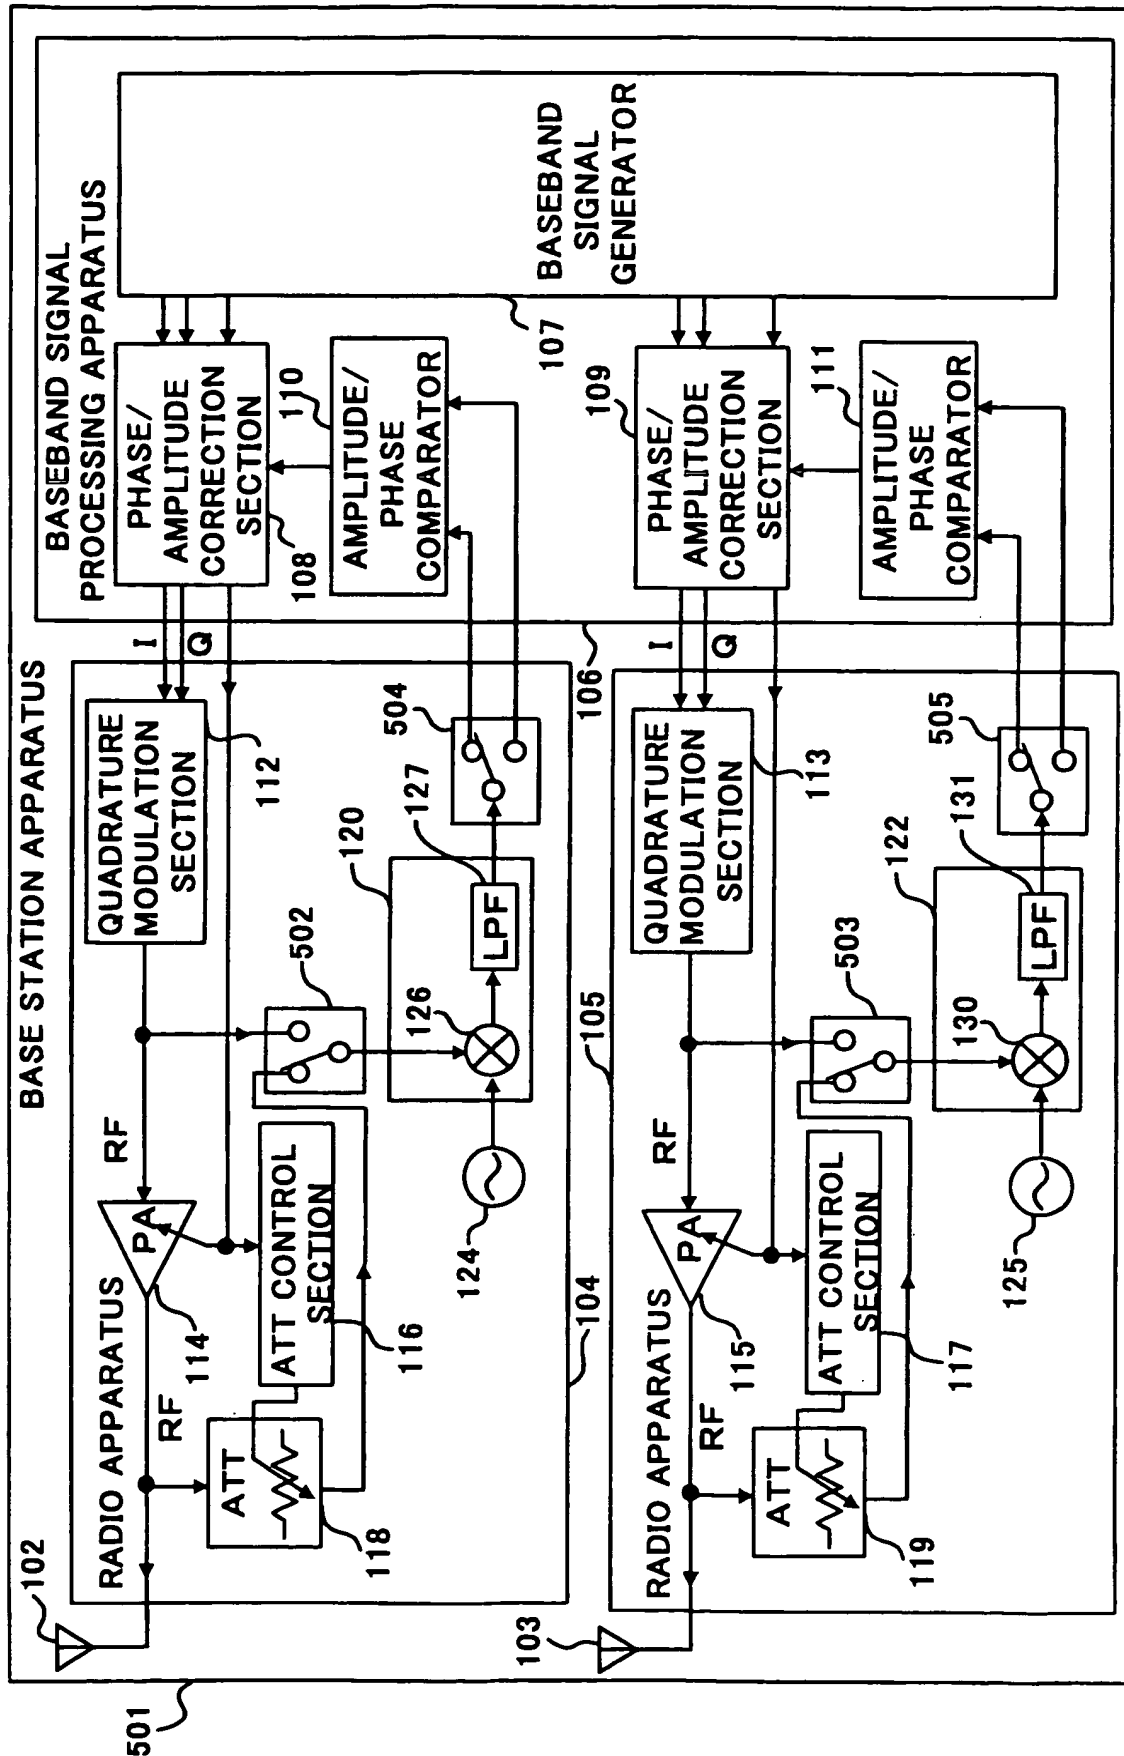 501
BASE STATION APPARATUS
BASEBAND SIGNAL
PROCESSING APPARATUS
102
RADIO APPARATUS
RF
114
PA
RF
QUADRATURE
MODULATION
SECTION
112
I
Q
PHASE/
AMPLITUDE
CORRECTION
SECTION
108
BASEBAND
SIGNAL
GENERATOR
107
ATT
118
ATT CONTROL
SECTION
116
502
120
127
504
110
AMPLITUDE/
PHASE
COMPARATOR
124
126
LPF
104
106
103
RADIO APPARATUS
105
RF
115
PA
RF
QUADRATURE
MODULATION
SECTION
113
I
Q
109
PHASE/
AMPLITUDE
CORRECTION
SECTION
ATT
119
ATT CONTROL
SECTION
117
503
122
131
505
111
AMPLITUDE/
PHASE
COMPARATOR
125
130
LPF